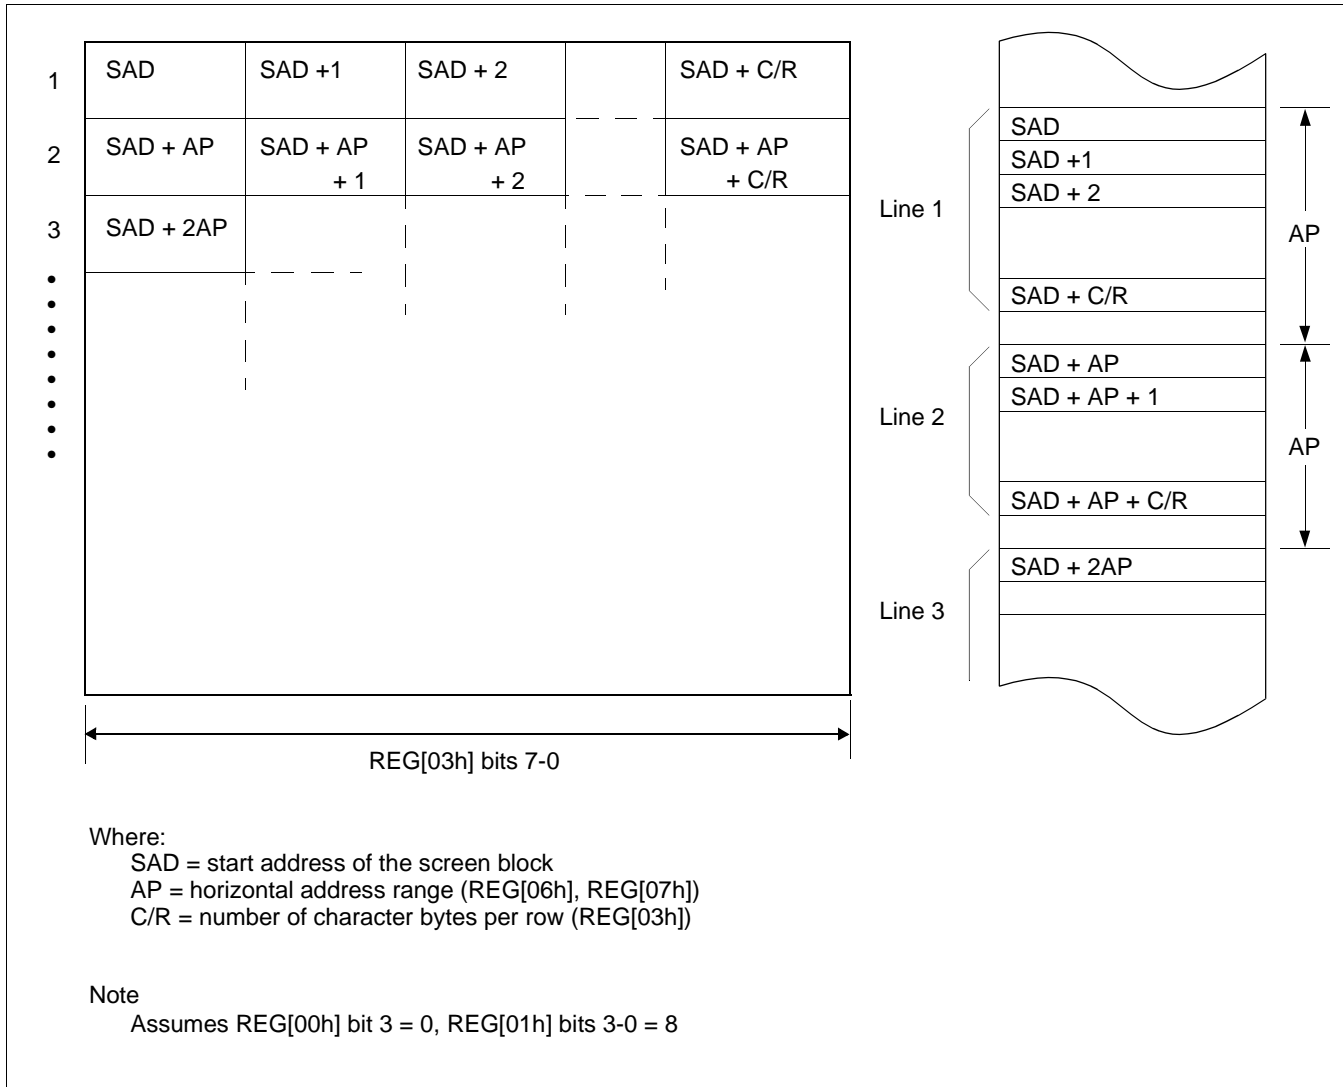 1 SAD SAD +1 SAD + 2 SAD + C/R
2 SAD + AP SAD + AP + 1 SAD + AP + 2 SAD + AP + C/R
3 SAD + 2AP
REG[03h] bits 7-0
Line 1
SAD
SAD +1
SAD + 2
SAD + C/R
AP
Line 2
SAD + AP
SAD + AP + 1
SAD + AP + C/R
AP
Line 3
SAD + 2AP
Where:
SAD = start address of the screen block
AP = horizontal address range (REG[06h], REG[07h])
C/R = number of character bytes per row (REG[03h])
Note
Assumes REG[00h] bit 3 = 0, REG[01h] bits 3-0 = 8